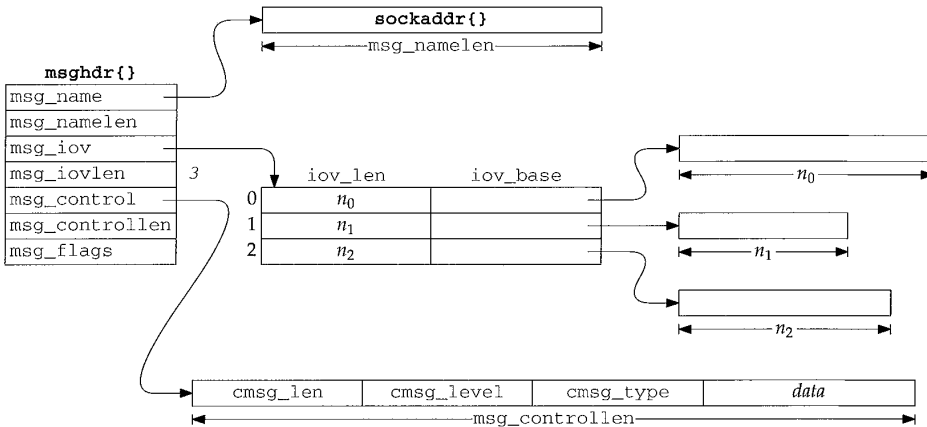 sockaddr{}
msg_namelen
msghdr{}
msg_name
msg_namelen
msg_iov
msg_iovlen 3
msg_control
msg_controllen
msg_flags
iov_len iov_base
0 n0
1 n1
2 n2
n0
n1
n2
cmsg_len cmsg_level cmsg_type data
msg_controllen